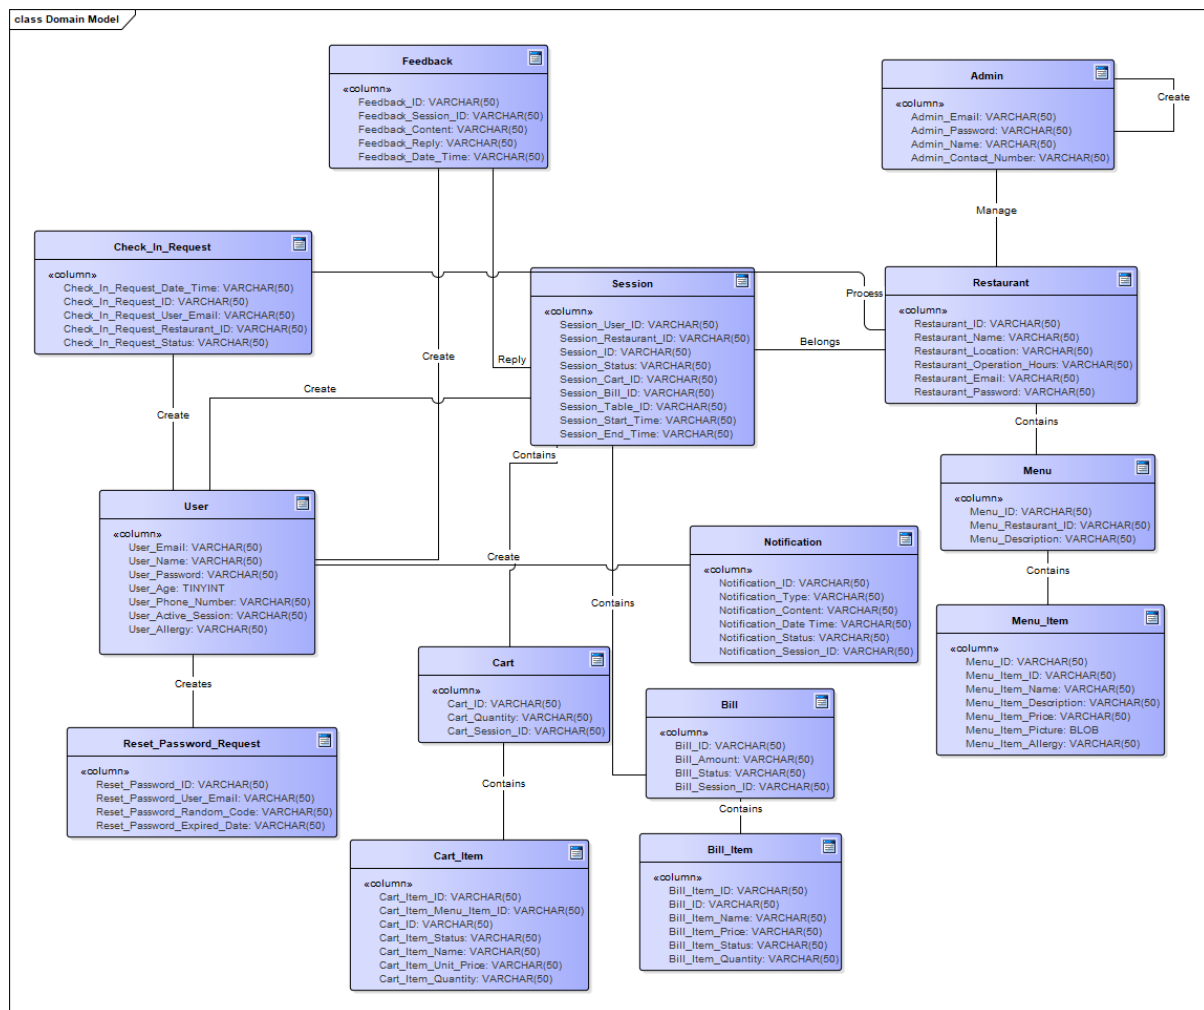 class Domain Model
Feedback
«column»
Feedback_ID: VARCHAR(50)
Feedback_Session_ID: VARCHAR(50)
Feedback_Content: VARCHAR(50)
Feedback_Reply: VARCHAR(50)
Feedback_Date_Time: VARCHAR(50)
Admin
«column»
Admin_Email: VARCHAR(50)
Admin_Password: VARCHAR(50)
Admin_Name: VARCHAR(50)
Admin_Contact_Number: VARCHAR(50)
Create
Manage
Check_In_Request
«column»
Check_In_Request_Date_Time: VARCHAR(50)
Check_In_Request_ID: VARCHAR(50)
Check_In_Request_User_Email: VARCHAR(50)
Check_In_Request_Restaurant_ID: VARCHAR(50)
Check_In_Request_Status: VARCHAR(50)
Session
«column»
Session_User_ID: VARCHAR(50)
Session_Restaurant_ID: VARCHAR(50)
Session_ID: VARCHAR(50)
Session_Status: VARCHAR(50)
Session_Cart_ID: VARCHAR(50)
Session_Bill_ID: VARCHAR(50)
Session_Table_ID: VARCHAR(50)
Session_Start_Time: VARCHAR(50)
Session_End_Time: VARCHAR(50)
Process
Belongs
Restaurant
«column»
Restaurant_ID: VARCHAR(50)
Restaurant_Name: VARCHAR(50)
Restaurant_Location: VARCHAR(50)
Restaurant_Operation_Hours: VARCHAR(50)
Restaurant_Email: VARCHAR(50)
Restaurant_Password: VARCHAR(50)
Create
Reply
Create
Create
Contains
Contains
Menu
«column»
Menu_ID: VARCHAR(50)
Menu_Restaurant_ID: VARCHAR(50)
Menu_Description: VARCHAR(50)
User
«column»
User_Email: VARCHAR(50)
User_Name: VARCHAR(50)
User_Password: VARCHAR(50)
User_Age: TINYINT
User_Phone_Number: VARCHAR(50)
User_Active_Session: VARCHAR(50)
User_Allergy: VARCHAR(50)
Create
Contains
Notification
«column»
Notification_ID: VARCHAR(50)
Notification_Type: VARCHAR(50)
Notification_Content: VARCHAR(50)
Notification_Date Time: VARCHAR(50)
Notification_Status: VARCHAR(50)
Notification_Session_ID: VARCHAR(50)
Contains
Menu_Item
«column»
Menu_ID: VARCHAR(50)
Menu_Item_ID: VARCHAR(50)
Menu_Item_Name: VARCHAR(50)
Menu_Item_Description: VARCHAR(50)
Menu_Item_Price: VARCHAR(50)
Menu_Item_Picture: BLOB
Menu_Item_Allergy: VARCHAR(50)
Creates
Cart
«column»
Cart_ID: VARCHAR(50)
Cart_Quantity: VARCHAR(50)
Cart_Session_ID: VARCHAR(50)
Bill
«column»
Bill_ID: VARCHAR(50)
Bill_Amount: VARCHAR(50)
BIll_Status: VARCHAR(50)
Bill_Session_ID: VARCHAR(50)
Reset_Password_Request
«column»
Reset_Password_ID: VARCHAR(50)
Reset_Password_User_Email: VARCHAR(50)
Reset_Password_Random_Code: VARCHAR(50)
Reset_Password_Expired_Date: VARCHAR(50)
Contains
Contains
Cart_Item
«column»
Cart_Item_ID: VARCHAR(50)
Cart_Item_Menu_Item_ID: VARCHAR(50)
Cart_ID: VARCHAR(50)
Cart_Item_Status: VARCHAR(50)
Cart_Item_Name: VARCHAR(50)
Cart_Item_Unit_Price: VARCHAR(50)
Cart_Item_Quantity: VARCHAR(50)
Bill_Item
«column»
Bill_Item_ID: VARCHAR(50)
Bill_ID: VARCHAR(50)
Bill_Item_Name: VARCHAR(50)
Bill_Item_Price: VARCHAR(50)
Bill_Item_Status: VARCHAR(50)
Bill_Item_Quantity: VARCHAR(50)